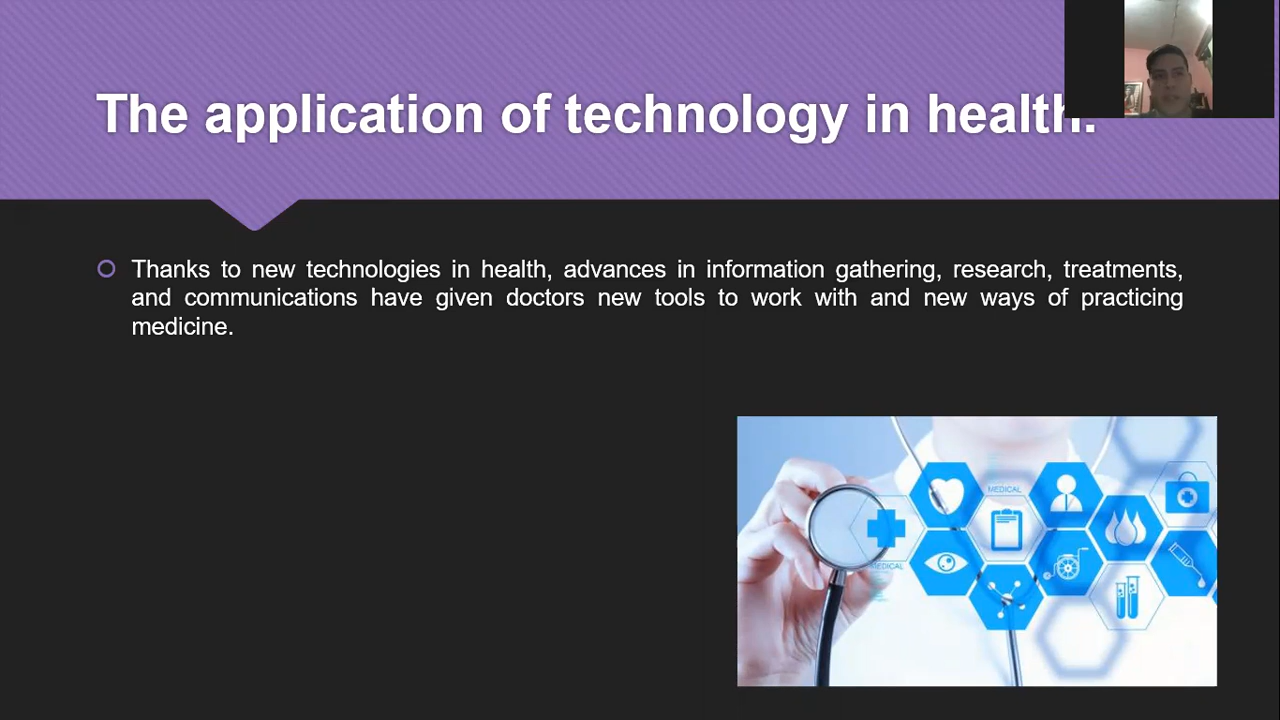 The application of technology in health.
Thanks to new technologies in health, advances in information gathering, research, treatments,
and communications have given doctors new tools to work with and new ways of practicing
medicine.
MEDICAL
MEDICAL